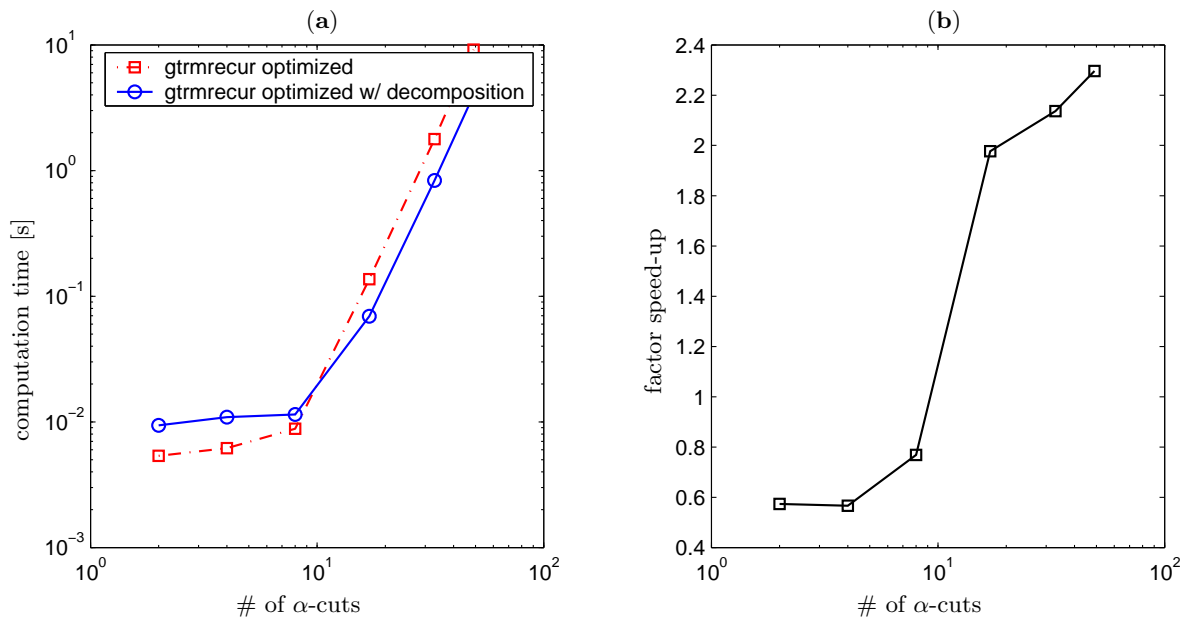 (a)
10^1
10^0
10^-1
10^-2
10^-3
computation time [s]
gtrmrecur optimized
gtrmrecur optimized w/ decomposition
10^0
10^1
10^2
# of α-cuts
(b)
2.4
2.2
2
1.8
1.6
1.4
1.2
1
0.8
0.6
0.4
factor speed-up
10^0
10^1
10^2
# of α-cuts